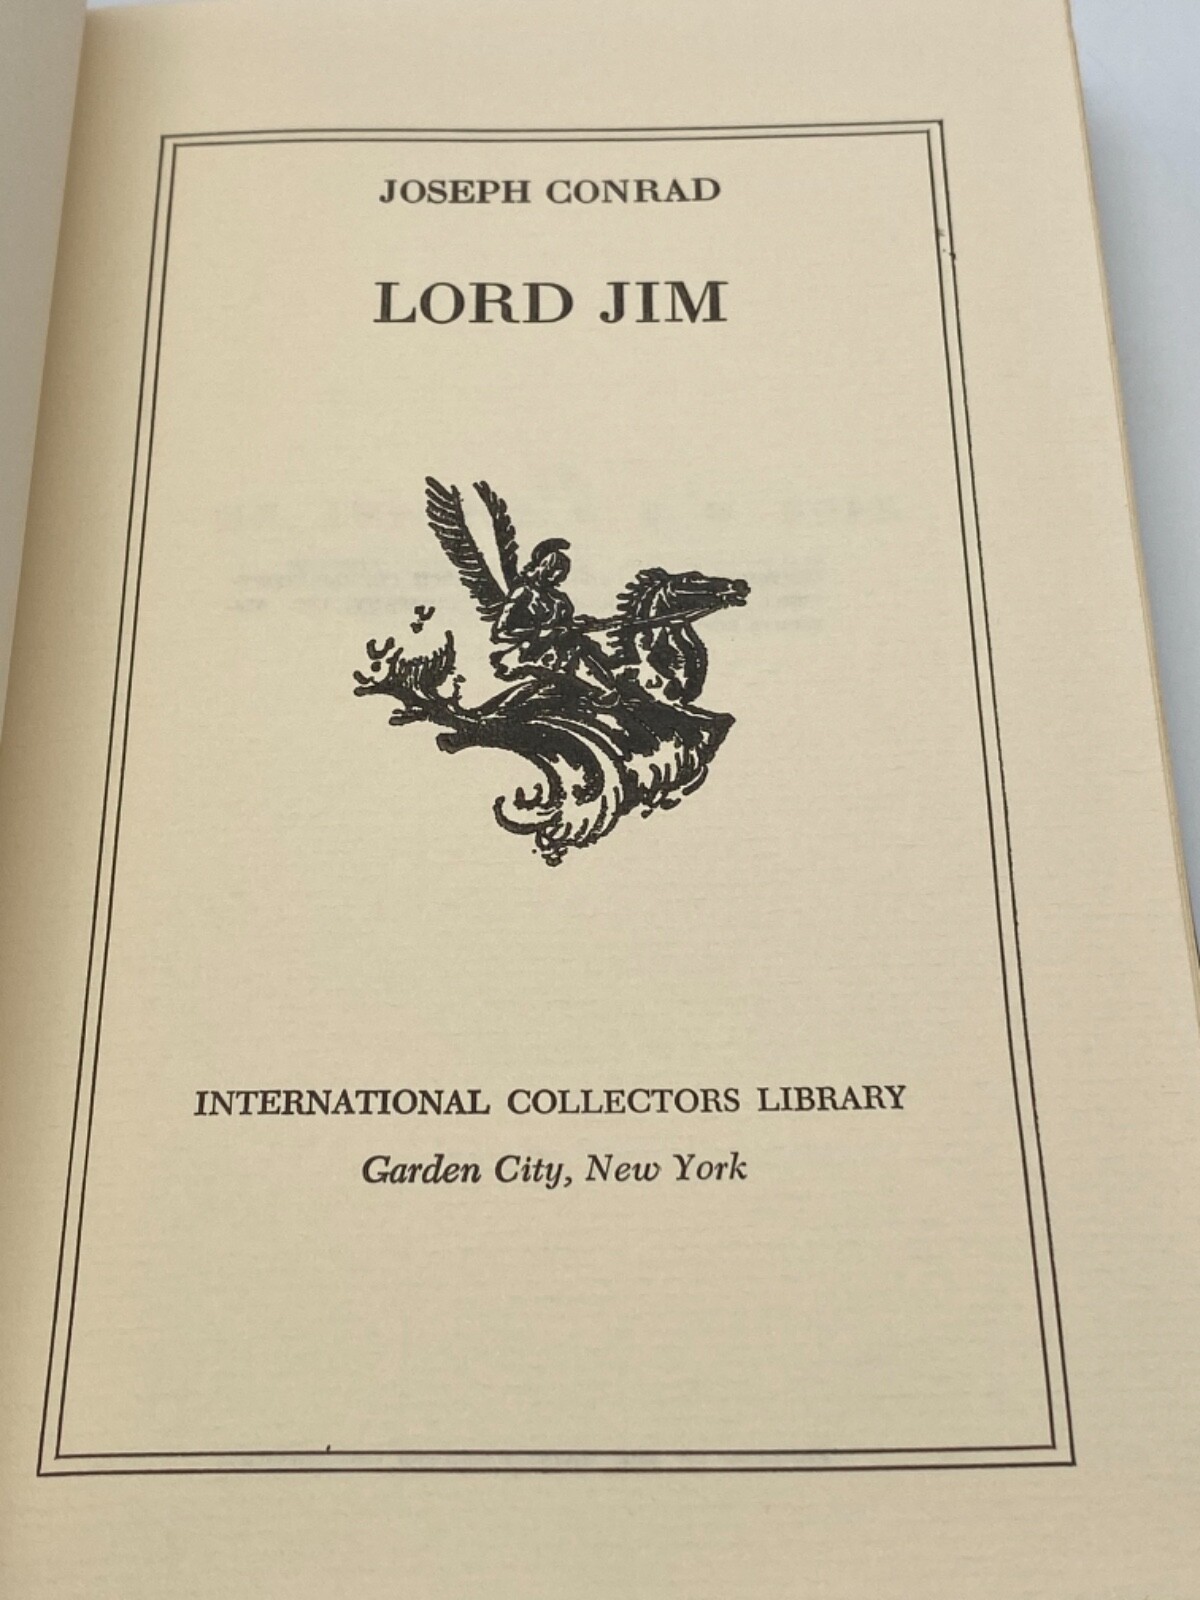 JOSEPH CONRAD
LORD JIM
INTERNATIONAL COLLECTORS LIBRARY
Garden City, New York